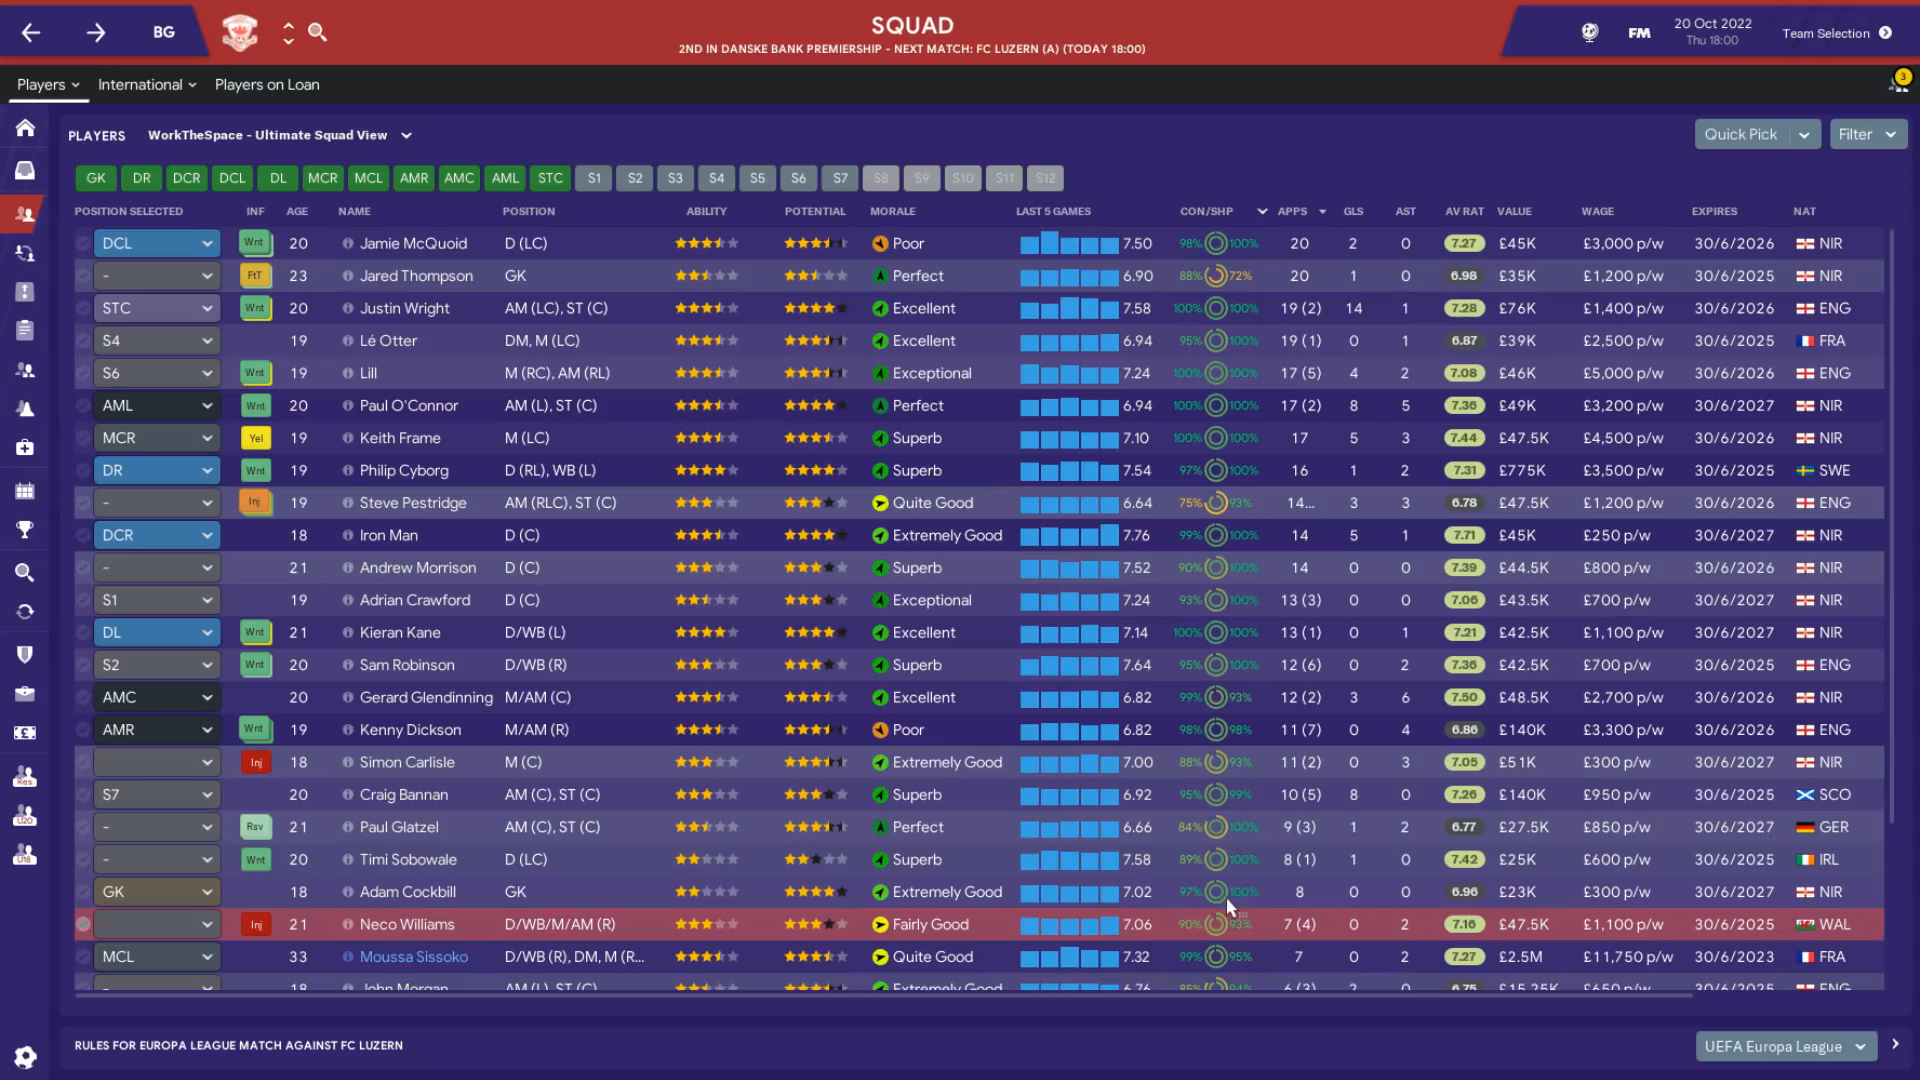 BG
SQUAD
2ND IN DANSKE BANK PREMIERSHIP - NEXT MATCH: FC LUZERN (A) (TODAY 18:00)
FM
20 Oct 2022
Thu 18:00
Team Selection
Players International Players on Loan
3
PLAYERS WorkTheSpace - Ultimate Squad View Quick Pick Filter
GK DR DCR DCL DL MCR MCL AMR AMC AML STC S1 S2 S3 S4 S5 S6 S7 S8 S9 S10 S11 S12
POSITION SELECTED INF AGE NAME POSITION ABILITY POTENTIAL MORALE LAST 5 GAMES CON/SHP APPS GLS AST AV RAT VALUE WAGE EXPIRES NAT
DCL Wnt 20 Jamie McQuoid D (LC) Poor 7.50 98% 100% 20 2 0 7.27 £45K £3,000 p/w 30/6/2026 NIR
- FtT 23 Jared Thompson GK Perfect 6.90 88% 72% 20 1 0 6.98 £35K £1,200 p/w 30/6/2025 NIR
STC Wnt 20 Justin Wright AM (LC), ST (C) Excellent 7.58 100% 100% 19 (2) 14 1 7.28 £76K £1,400 p/w 30/6/2026 ENG
S4 19 Lé Otter DM, M (LC) Excellent 6.94 95% 100% 19 (1) 0 1 6.87 £39K £2,500 p/w 30/6/2025 FRA
S6 Wnt 19 Lill M (RC), AM (RL) Exceptional 7.24 100% 100% 17 (5) 4 2 7.08 £46K £5,000 p/w 30/6/2026 ENG
AML Wnt 20 Paul O'Connor AM (L), ST (C) Perfect 6.94 100% 100% 17 (2) 8 5 7.36 £49K £3,200 p/w 30/6/2027 NIR
MCR Yel 19 Keith Frame M (LC) Superb 7.10 100% 100% 17 5 3 7.44 £47.5K £4,500 p/w 30/6/2026 NIR
DR Wnt 19 Philip Cyborg D (RL), WB (L) Superb 7.54 97% 100% 16 1 2 7.31 £775K £3,500 p/w 30/6/2025 SWE
- Inj 19 Steve Pestridge AM (RLC), ST (C) Quite Good 6.64 75% 93% 14... 3 3 6.78 £47.5K £1,200 p/w 30/6/2026 ENG
DCR 18 Iron Man D (C) Extremely Good 7.76 99% 100% 14 5 1 7.71 £45K £250 p/w 30/6/2027 NIR
- 21 Andrew Morrison D (C) Superb 7.52 90% 100% 14 0 0 7.39 £44.5K £800 p/w 30/6/2026 NIR
S1 19 Adrian Crawford D (C) Exceptional 7.24 93% 100% 13 (3) 0 0 7.06 £43.5K £700 p/w 30/6/2027 NIR
DL Wnt 21 Kieran Kane D/WB (L) Excellent 7.14 100% 100% 13 (1) 0 1 7.21 £42.5K £1,100 p/w 30/6/2027 NIR
S2 Wnt 20 Sam Robinson D/WB (R) Superb 7.64 95% 100% 12 (6) 0 2 7.36 £42.5K £700 p/w 30/6/2025 ENG
AMC 20 Gerard Glendinning M/AM (C) Excellent 6.82 99% 93% 12 (2) 3 6 7.50 £48.5K £2,700 p/w 30/6/2026 NIR
AMR Wnt 19 Kenny Dickson M/AM (R) Poor 6.82 98% 98% 11 (7) 0 4 6.86 £140K £3,300 p/w 30/6/2026 ENG
- Inj 18 Simon Carlisle M (C) Extremely Good 7.00 88% 93% 11 (2) 0 3 7.05 £51K £300 p/w 30/6/2027 NIR
S7 20 Craig Bannan AM (C), ST (C) Superb 6.92 95% 99% 10 (5) 8 0 7.26 £140K £950 p/w 30/6/2025 SCO
- Rsv 21 Paul Glatzel AM (C), ST (C) Perfect 6.66 84% 100% 9 (3) 1 2 6.77 £27.5K £850 p/w 30/6/2027 GER
- Wnt 20 Timi Sobowale D (LC) Superb 7.58 89% 100% 8 (1) 1 0 7.42 £25K £600 p/w 30/6/2025 IRL
GK 18 Adam Cockbill GK Extremely Good 7.02 97% 100% 8 0 0 6.96 £23K £300 p/w 30/6/2027 NIR
- Inj 21 Neco Williams D/WB/M/AM (R) Fairly Good 7.06 90% 93% 7 (4) 0 2 7.16 £47.5K £1,100 p/w 30/6/2025 WAL
MCL 33 Moussa Sissoko D/WB (R), DM, M (R... Quite Good 7.32 99% 95% 7 0 2 7.27 £2.5M £11,750 p/w 30/6/2023 FRA
- 18 John Morgan AM (L), ST (C) Extremely Good 6.76 85% 94% 6 (3) 2 0 6.75 £15.25K £650 p/w 30/6/2025 ENG
RULES FOR EUROPA LEAGUE MATCH AGAINST FC LUZERN UEFA Europa League
Res
U20
U18